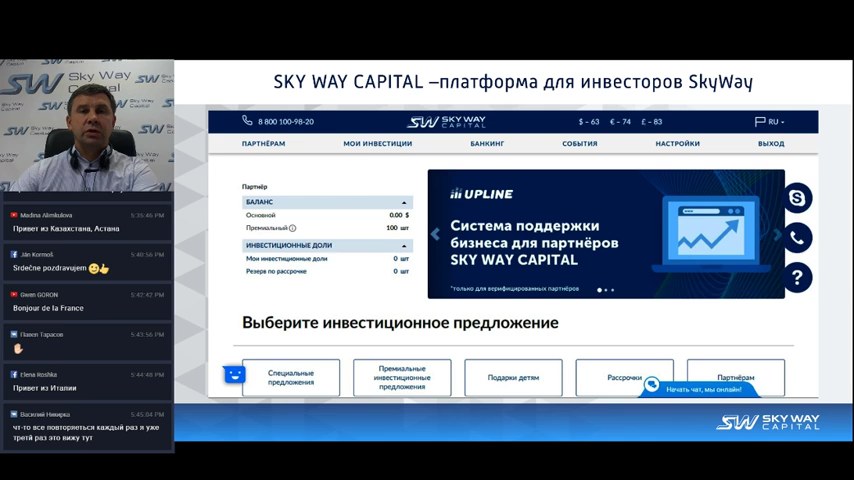 SKY WAY CAPITAL –платформа для инвесторов SkyWay
Sky Way
Capital
8 800 100-98-20
SW SKY WAY
CAPITAL
$ – 63 € – 74 £ – 83
RU
ПАРТНЁРАМ МОИ ИНВЕСТИЦИИ БАНКИНГ СОБЫТИЯ НАСТРОЙКИ ВЫХОД
Партнёр
БАЛАНС
Основной 0.00 $
Премиальный 100 шт
ИНВЕСТИЦИОННЫЕ ДОЛИ
Мои инвестиционные доли 0 шт
Резерв по рассрочке 0 шт
UPLINE
Система поддержки
бизнеса для партнёров
SKY WAY CAPITAL
*только для верифицированных партнёров
Выберите инвестиционное предложение
Специальные
предложения
Премиальные
инвестиционные
предложения
Подарки детям
Рассрочки
Партнёрам
Начать чат, мы онлайн!
SW SKY WAY
CAPITAL
Madina Alimkulova 5:35:46 PM
Привет из Казахстана, Астана
Ján Kormoš 5:40:56 PM
Srdečne pozdravujem
Gwen GORON 5:42:42 PM
Bonjour de la France
Павел Тарасов 5:43:56 PM
Elena Roshka 5:44:48 PM
Привет из Италии
Василий Никирка 5:45:04 PM
чт-то все повторяеться каждый раз я уже
третй раз это вижу тут